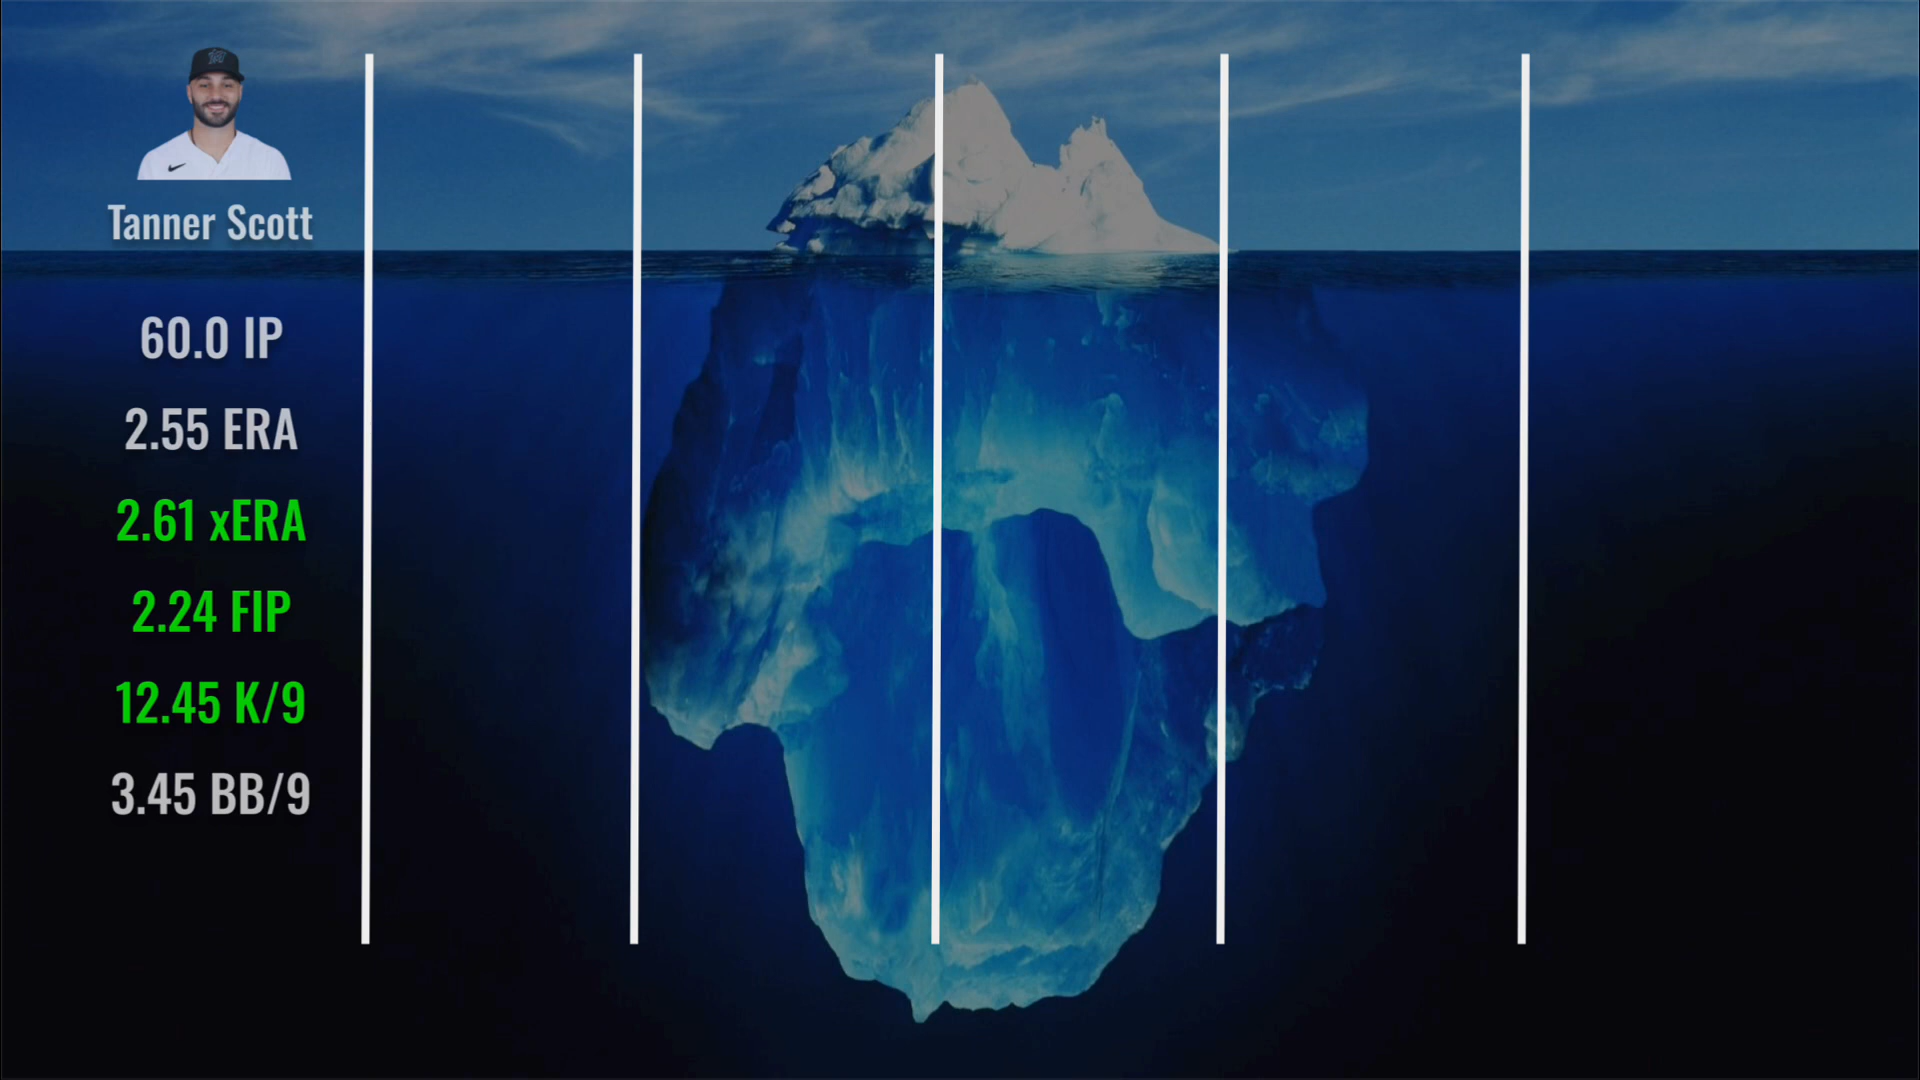 Tanner Scott
60.0 IP
2.55 ERA
2.61 xERA
2.24 FIP
12.45 K/9
3.45 BB/9